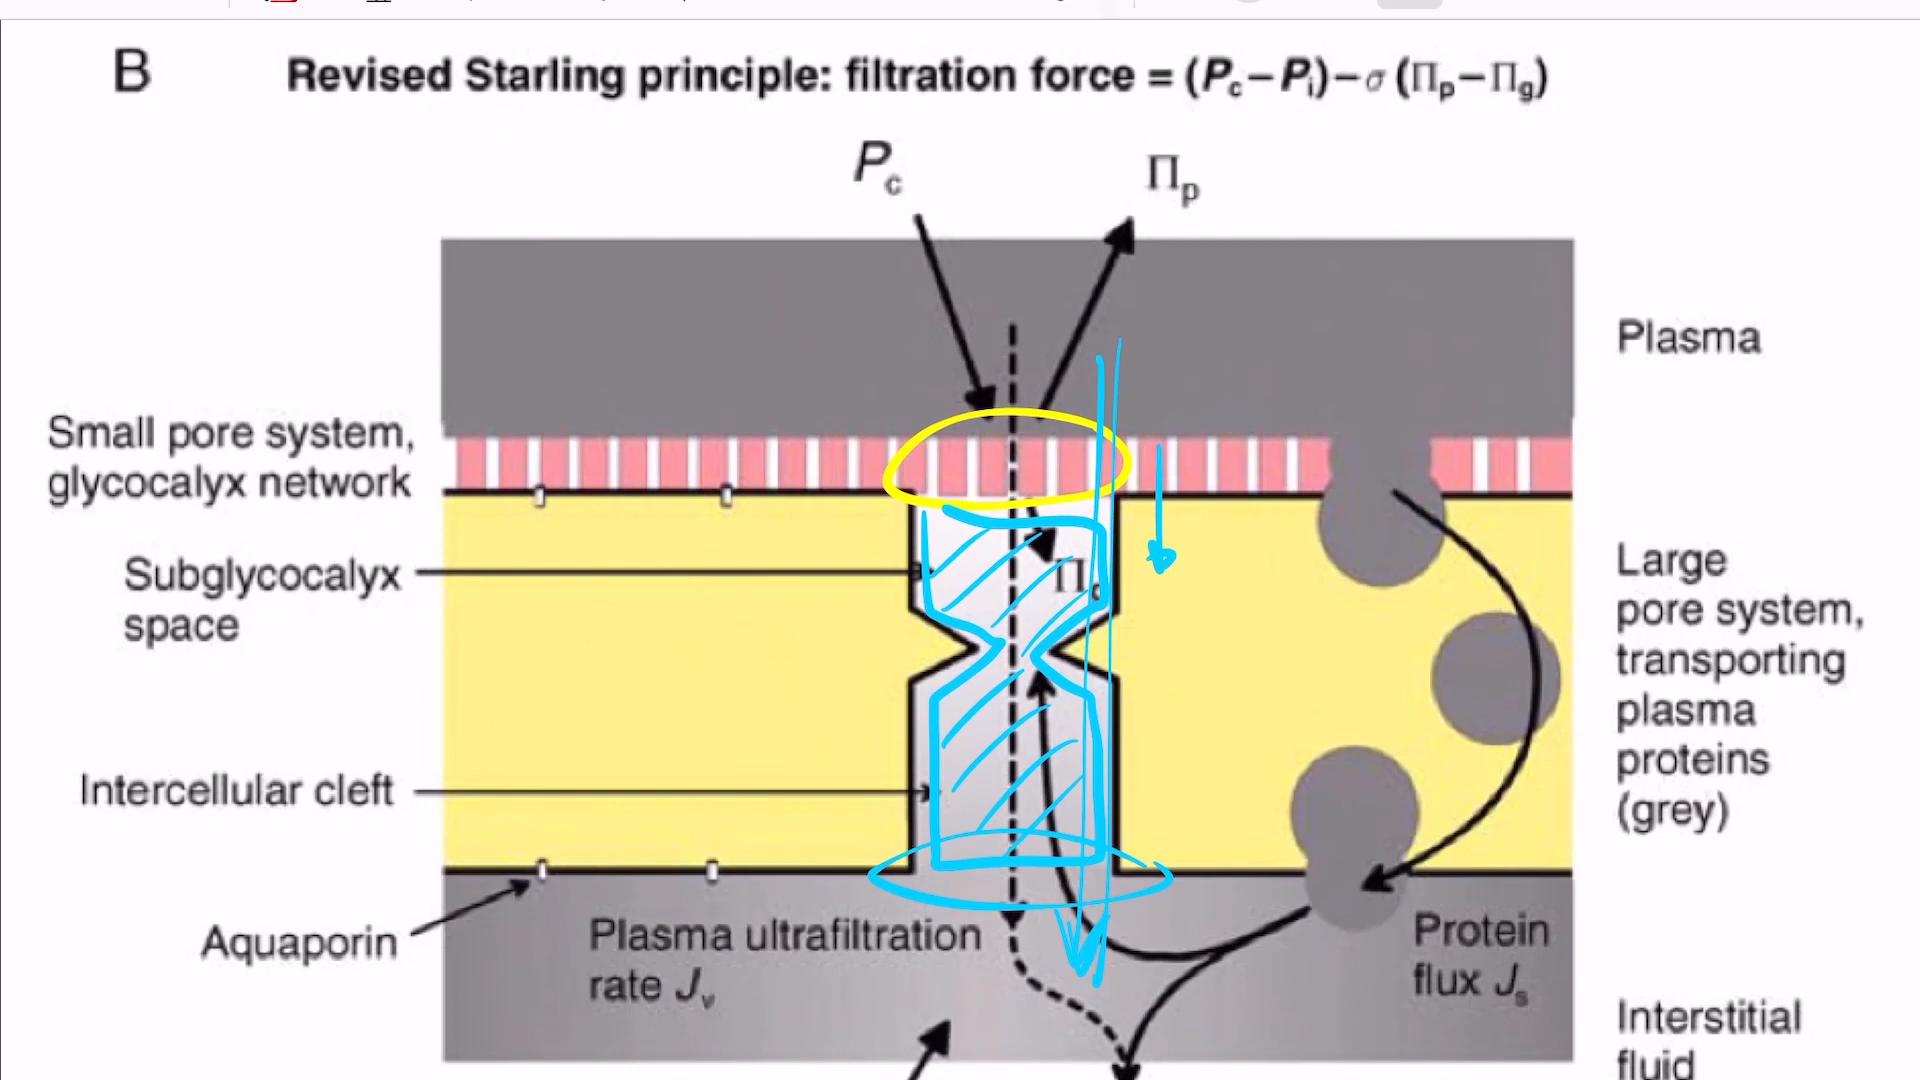 B
Revised Starling principle: filtration force = (Pc–Pi)–σ (Πp–Πg)
Pc
Πp
Plasma
Small pore system,
glycocalyx network
Subglycocalyx
space
Π
Large
pore system,
transporting
plasma
proteins
(grey)
Intercellular cleft
Aquaporin
Plasma ultrafiltration
rate Jv
Protein
flux Js
Interstitial
fluid